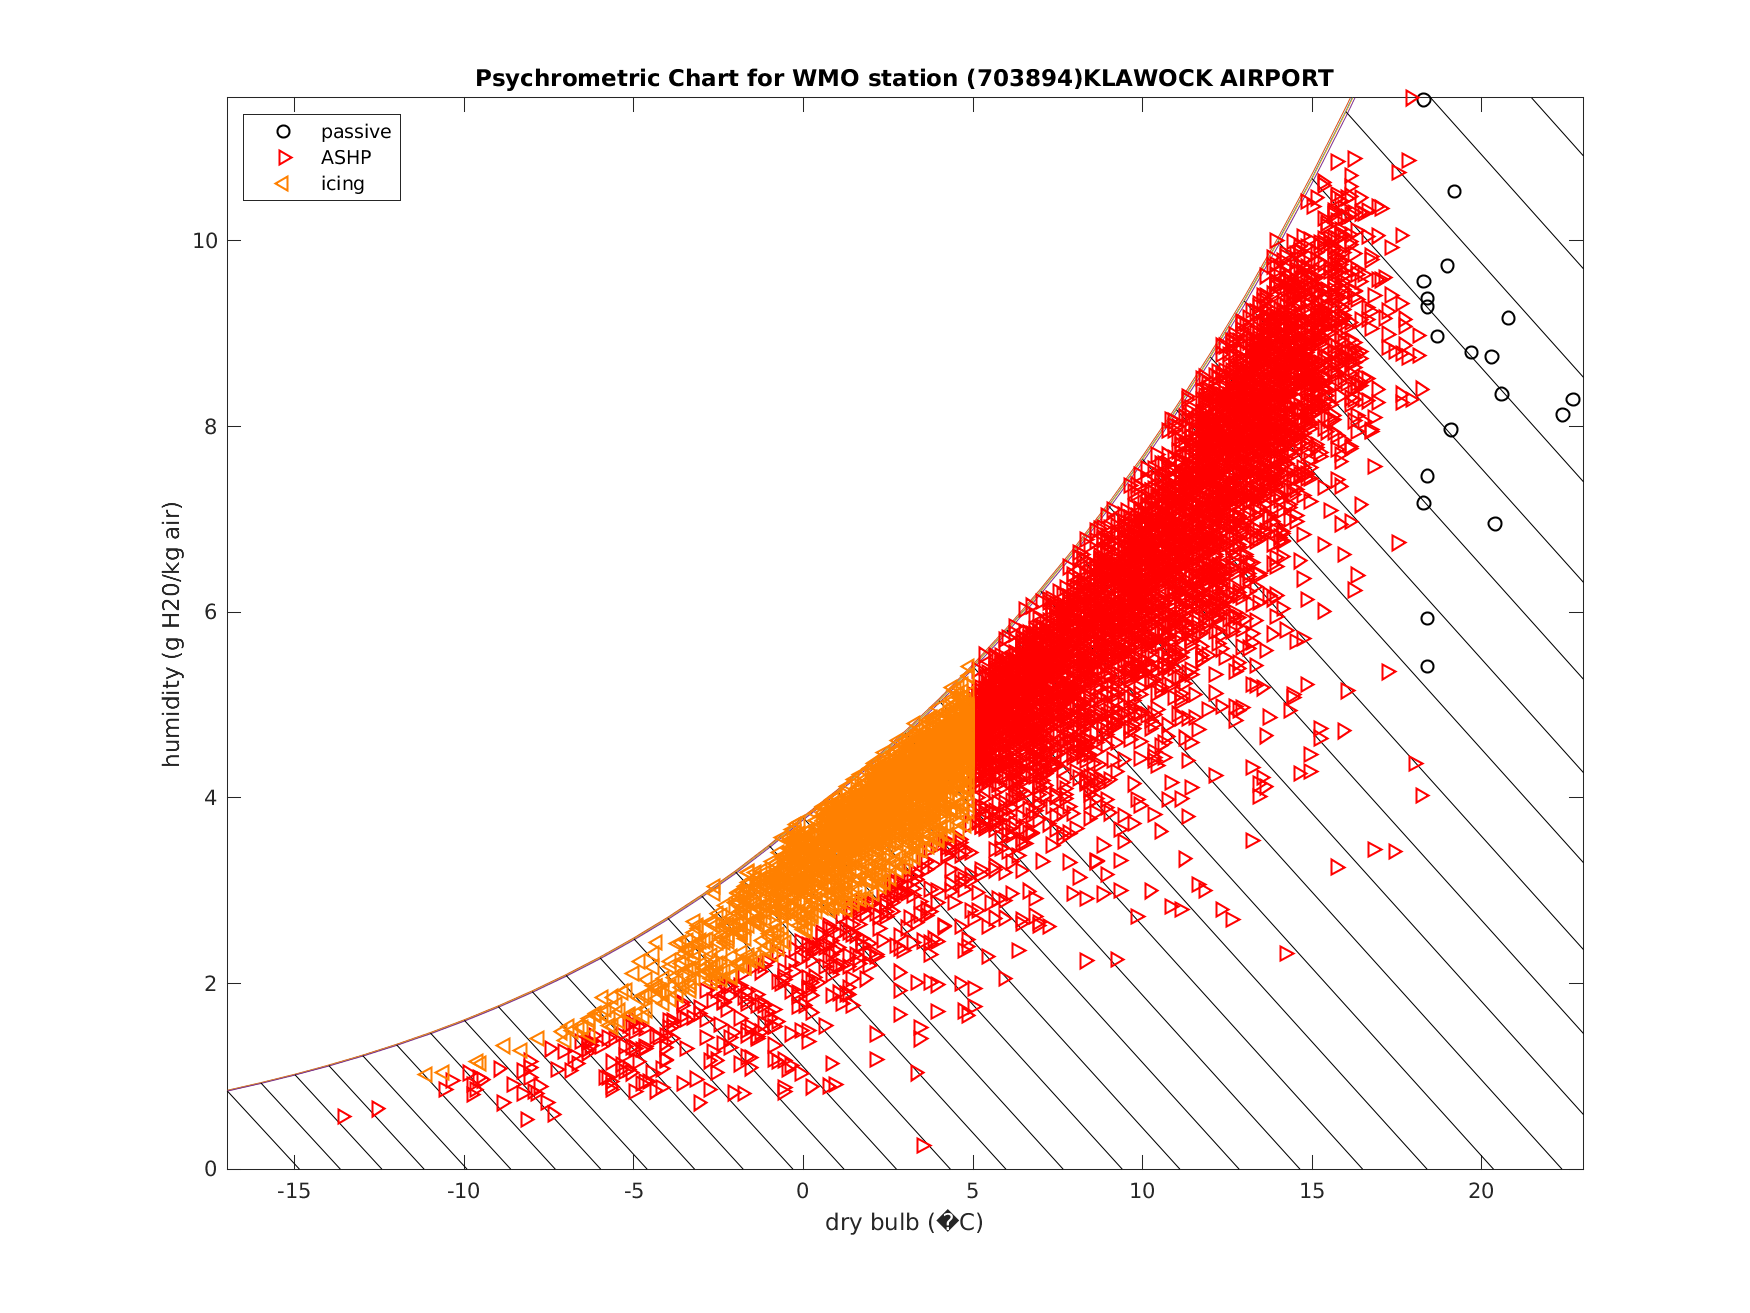 Psychrometric Chart for WMO station (703894)KLAWOCK AIRPORT
passive
ASHP
icing
10
8
6
4
2
0
humidity (g H20/kg air)
-15 -10 -5 0 5 10 15 20
dry bulb (�C)